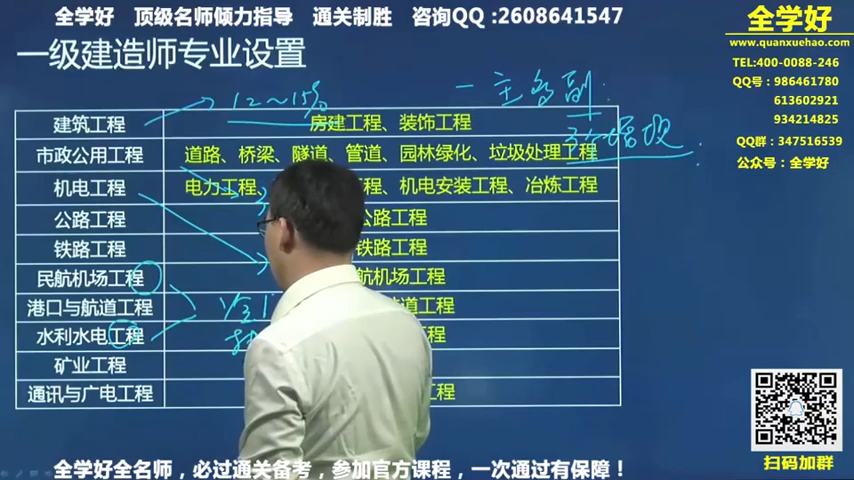 全学好 顶级名师倾力指导 通关制胜 咨询QQ :2608641547
全学好
www.quanxuehao.com
TEL:400-0088-246
QQ号：986461780
613602921
934214825
QQ群：347516539
公众号：全学好
一级建造师专业设置
12～15%
一主多副：
建筑工程 房建工程、装饰工程
市政公用工程 道路、桥梁、隧道、管道、园林绿化、垃圾处理工程
机电工程 电力工程、 程、机电安装工程、冶炼工程
公路工程 公路工程
铁路工程 铁路工程
民航机场工程 航机场工程
港口与航道工程 道工程
水利水电工程 程
矿业工程
通讯与广电工程 工程
扫码加群
全学好全名师，必过通关备考，参加官方课程，一次通过有保障！